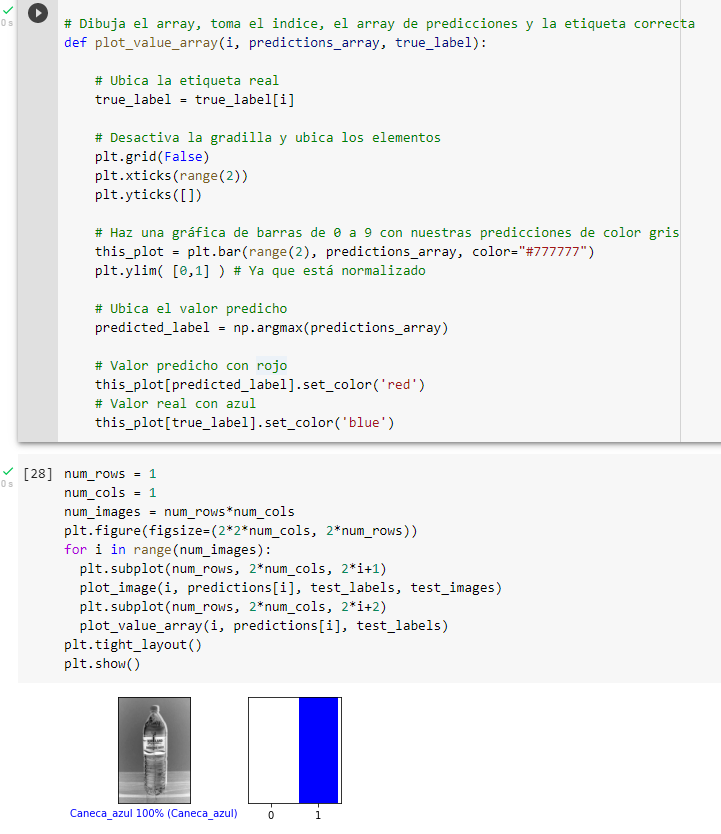 # Dibuja el array, toma el indice, el array de predicciones y la etiqueta correcta
0 s
def plot_value_array(i, predictions_array, true_label):
# Ubica la etiqueta real
true_label = true_label[i]
# Desactiva la gradilla y ubica los elementos
plt.grid(False)
plt.xticks(range(2))
plt.yticks([])
# Haz una gráfica de barras de 0 a 9 con nuestras predicciones de color gris
this_plot = plt.bar(range(2), predictions_array, color="#777777")
plt.ylim( [0,1] ) # Ya que está normalizado
# Ubica el valor predicho
predicted_label = np.argmax(predictions_array)
# Valor predicho con rojo
this_plot[predicted_label].set_color('red')
# Valor real con azul
this_plot[true_label].set_color('blue')
[28] num_rows = 1
0 s
num_cols = 1
num_images = num_rows*num_cols
plt.figure(figsize=(2*2*num_cols, 2*num_rows))
for i in range(num_images):
plt.subplot(num_rows, 2*num_cols, 2*i+1)
plot_image(i, predictions[i], test_labels, test_images)
plt.subplot(num_rows, 2*num_cols, 2*i+2)
plot_value_array(i, predictions[i], test_labels)
plt.tight_layout()
plt.show()
Caneca_azul 100% (Caneca_azul)
0 1